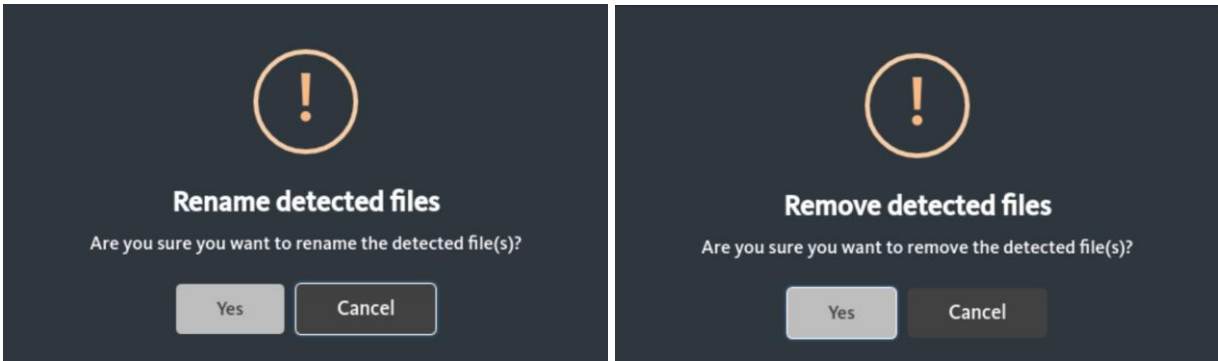 !
Rename detected files
Are you sure you want to rename the detected file(s)?
Yes
Cancel
!
Remove detected files
Are you sure you want to remove the detected file(s)?
Yes
Cancel